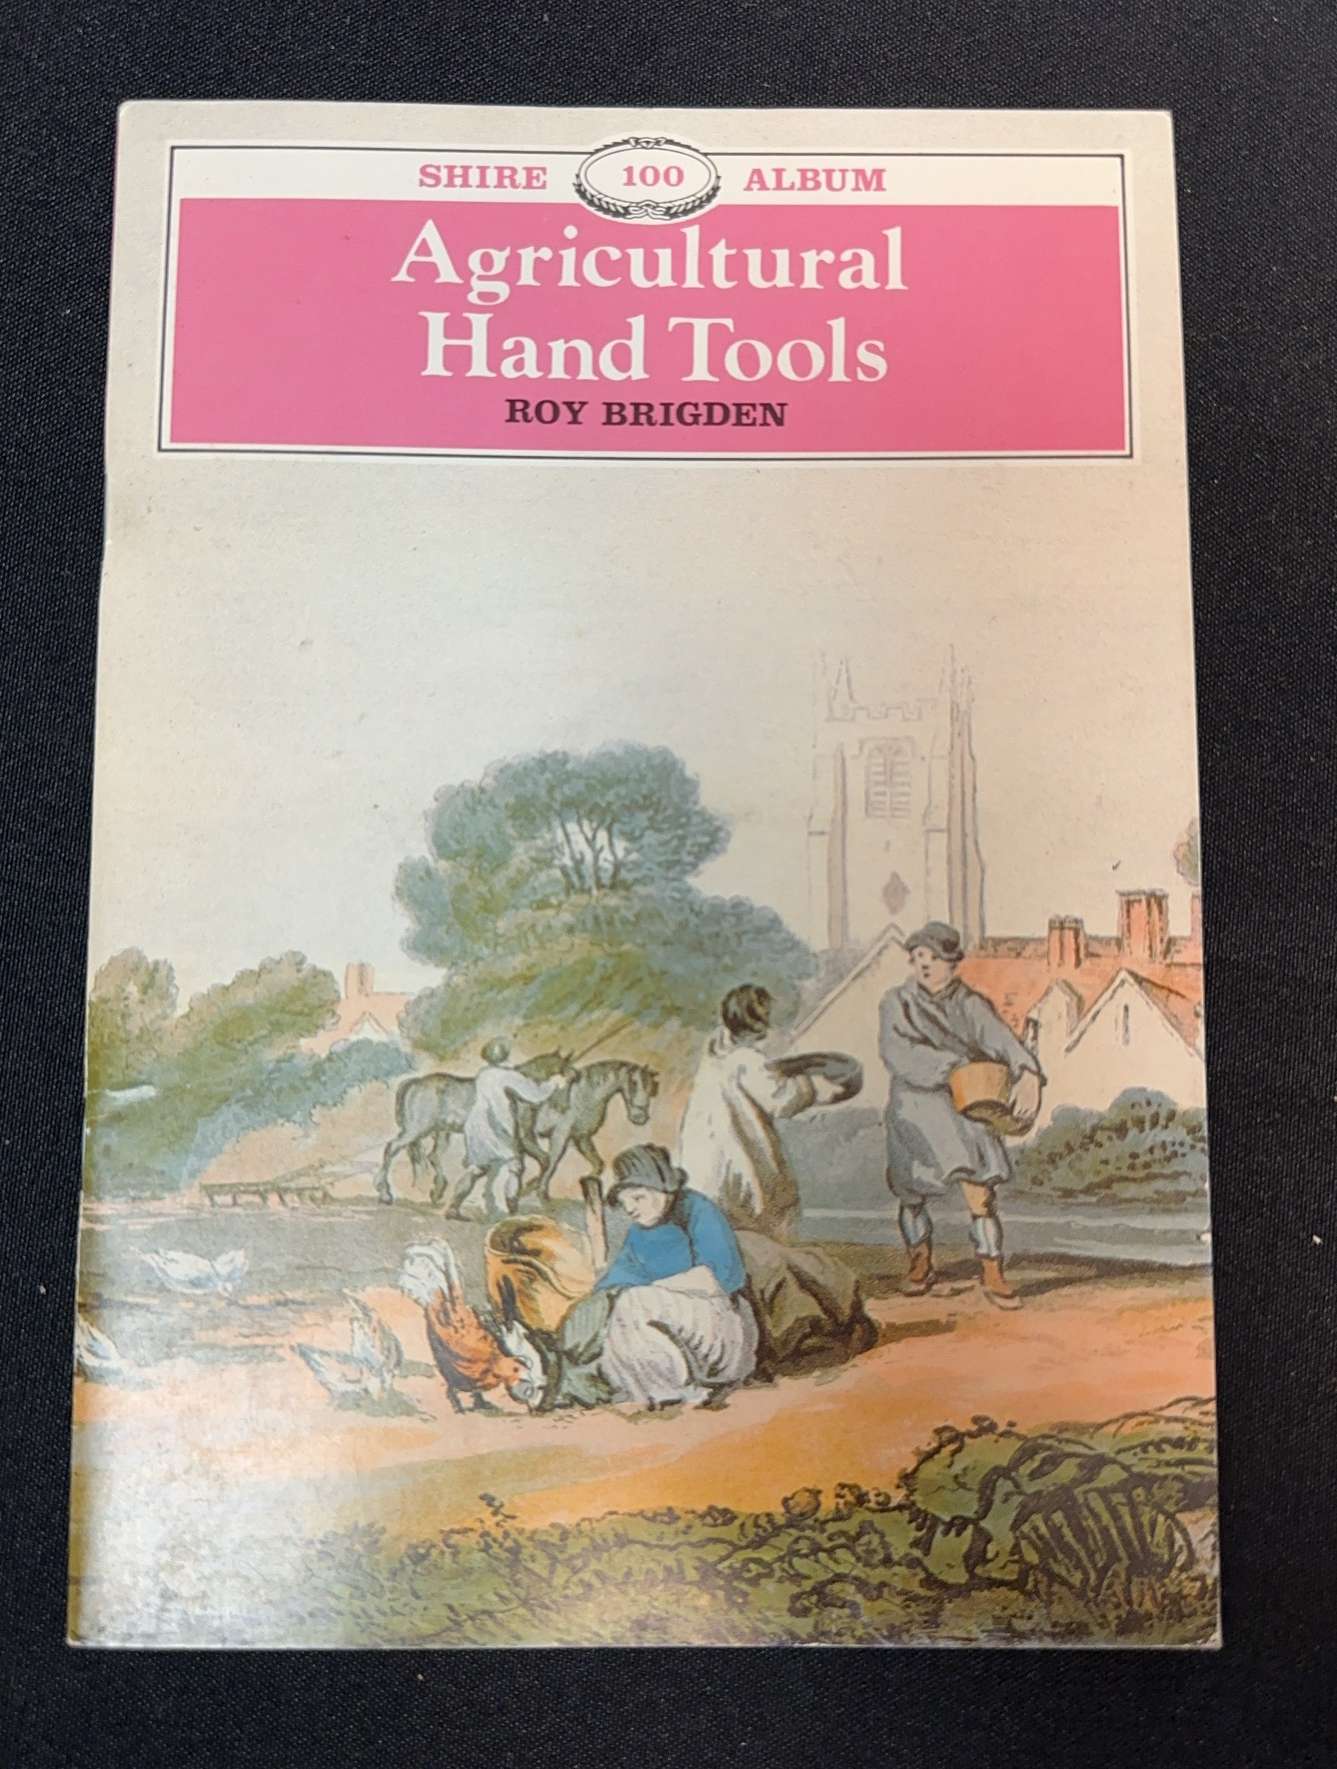 SHIRE 100 ALBUM
Agricultural
Hand Tools
ROY BRIGDEN